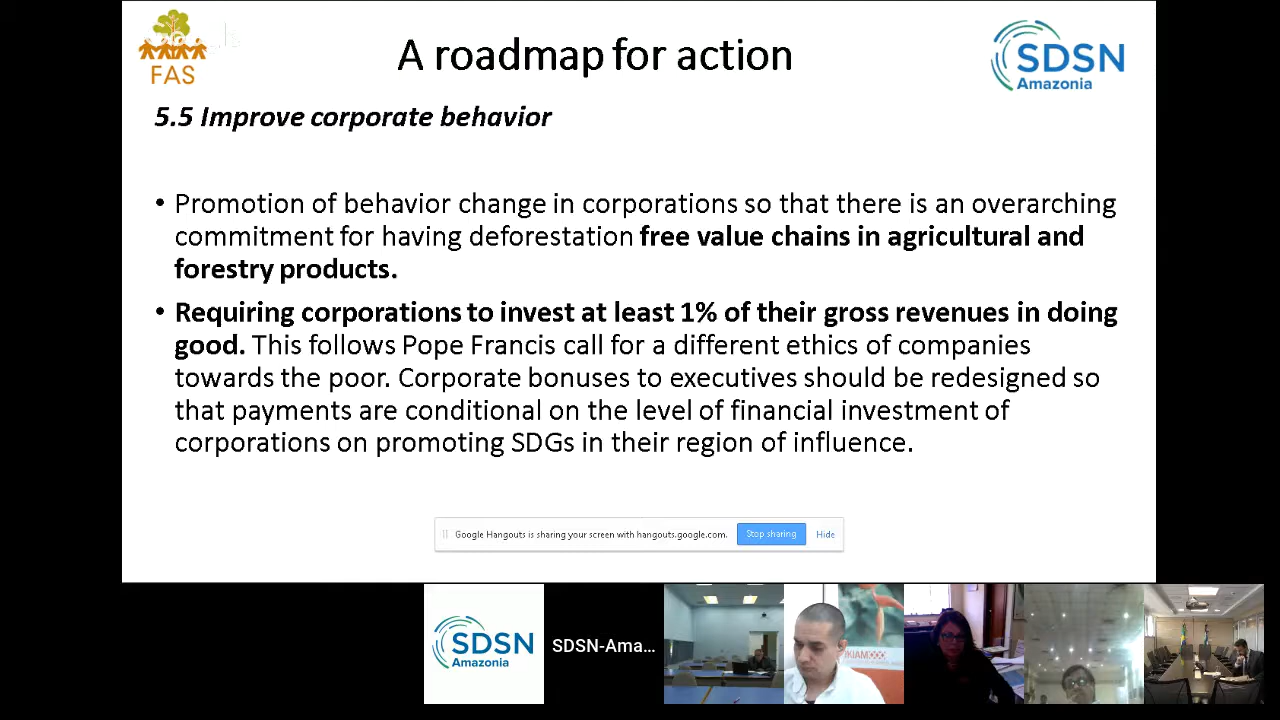 FAS
A roadmap for action
SDSN
Amazonia
5.5 Improve corporate behavior
• Promotion of behavior change in corporations so that there is an overarching
commitment for having deforestation free value chains in agricultural and
forestry products.
• Requiring corporations to invest at least 1% of their gross revenues in doing
good. This follows Pope Francis call for a different ethics of companies
towards the poor. Corporate bonuses to executives should be redesigned so
that payments are conditional on the level of financial investment of
corporations on promoting SDGs in their region of influence.
Google Hangouts is sharing your screen with hangouts.google.com. Stop sharing Hide
SDSN
Amazonia
SDSN-Ama...